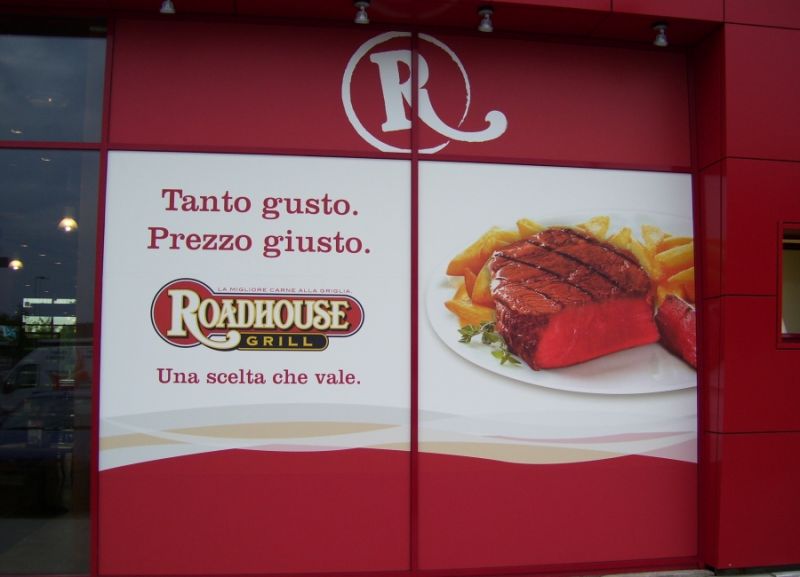 R
Tanto gusto.
Prezzo giusto.
LA MIGLIORE CARNE ALLA GRIGLIA.
ROADHOUSE
GRILL
Una scelta che vale.